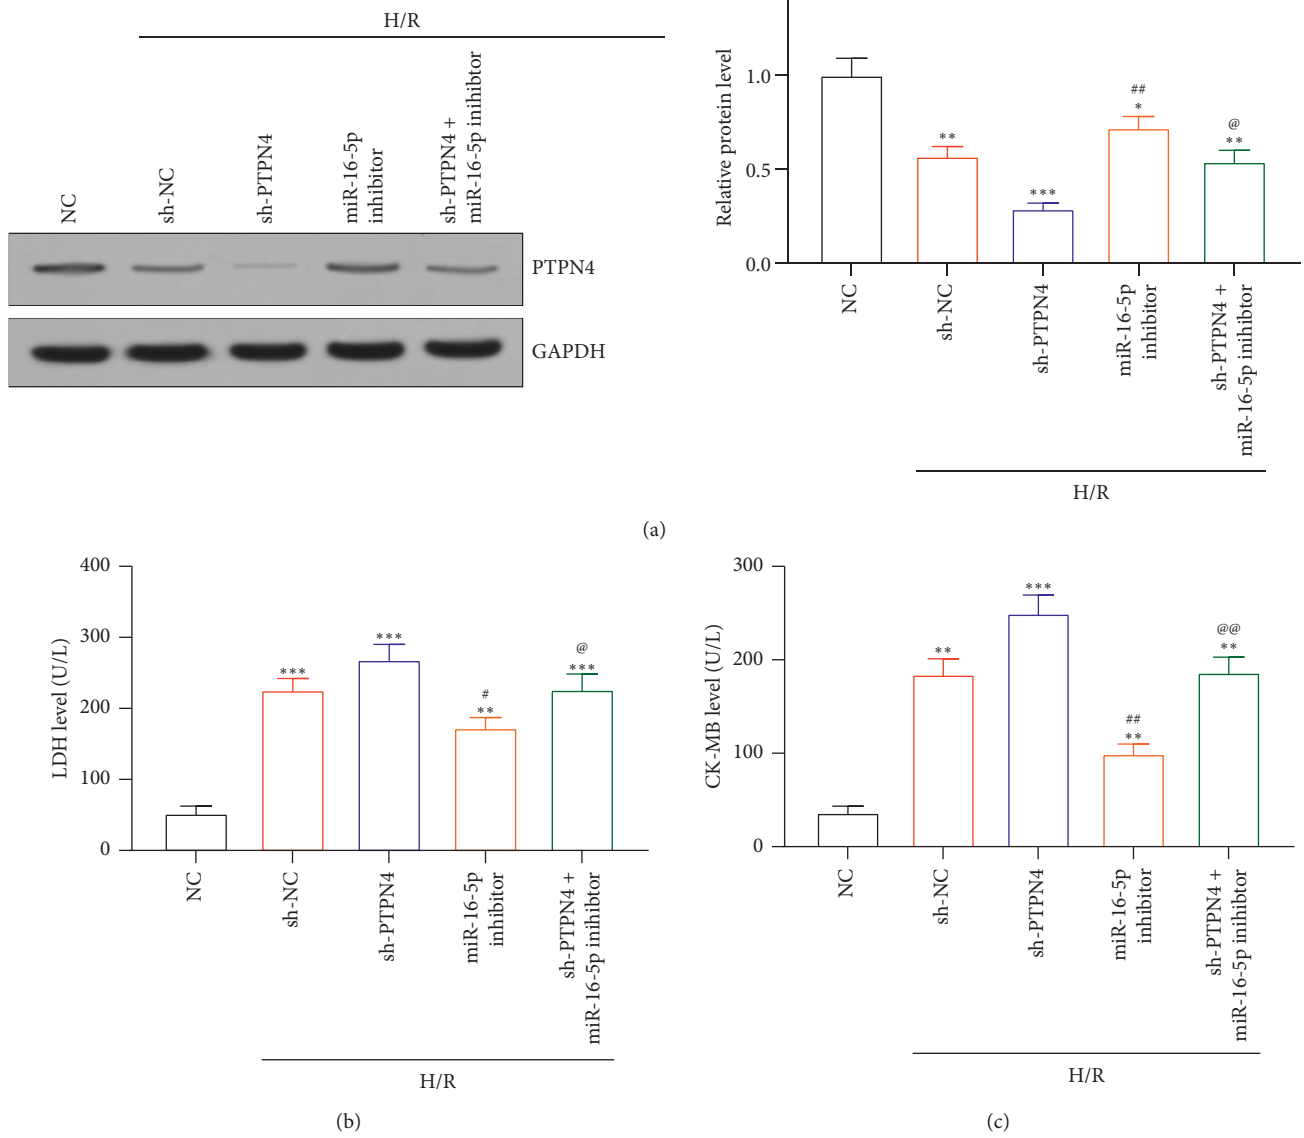 H/R
NC
sh-NC
sh-PTPN4
miR-16-5p
inhibitor
sh-PTPN4 +
miR-16-5p inihibtor
PTPN4
GAPDH
Relative protein level
1.0
0.5
0.0
**
***
##
*
@
**
NC
sh-NC
sh-PTPN4
miR-16-5p
inhibitor
sh-PTPN4 +
miR-16-5p inihibtor
H/R
(a)
LDH level (U/L)
400
300
200
100
0
***
***
#
**
@
***
NC
sh-NC
sh-PTPN4
miR-16-5p
inhibitor
sh-PTPN4 +
miR-16-5p inihibtor
H/R
(b)
CK-MB level (U/L)
300
200
100
0
**
***
##
**
@@
**
NC
sh-NC
sh-PTPN4
miR-16-5p
inhibitor
sh-PTPN4 +
miR-16-5p inihibtor
H/R
(c)